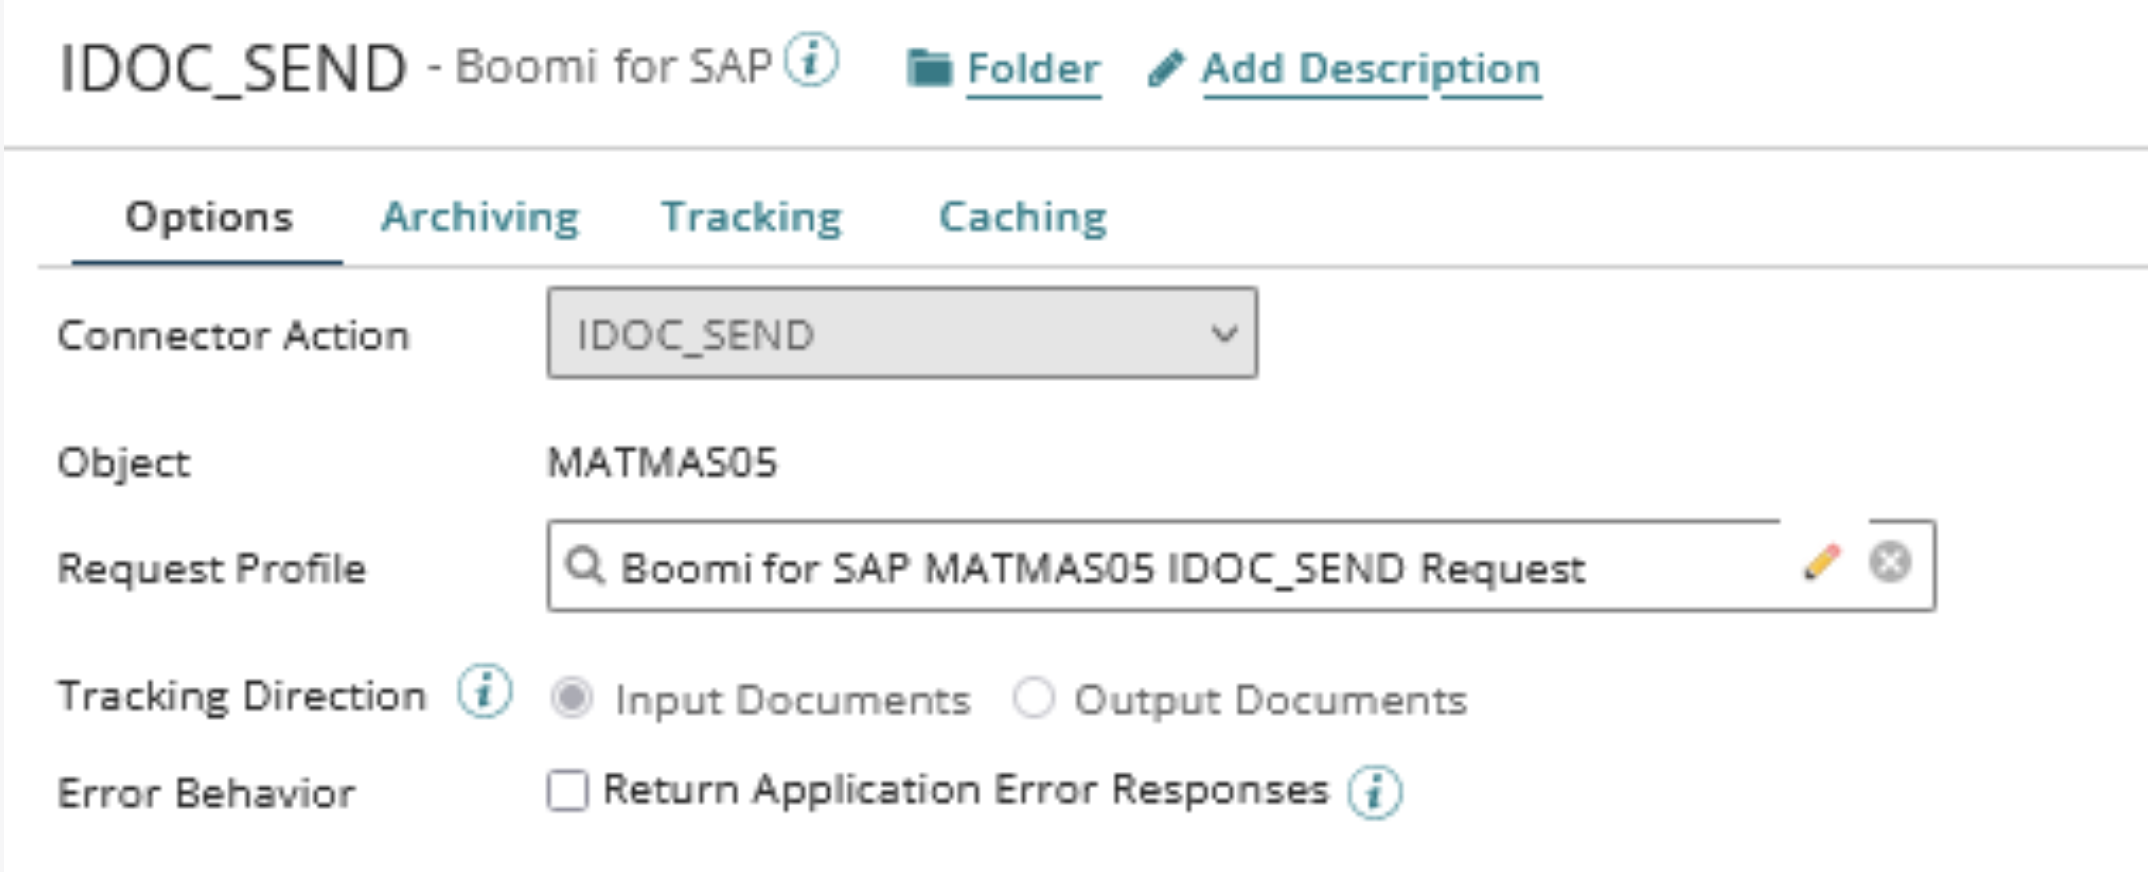 IDOC_SEND - Boomi for SAP i Folder Add Description
Options Archiving Tracking Caching
Connector Action IDOC_SEND
Object MATMAS05
Request Profile Boomi for SAP MATMAS05 IDOC_SEND Request
Tracking Direction i Input Documents Output Documents
Error Behavior Return Application Error Responses i